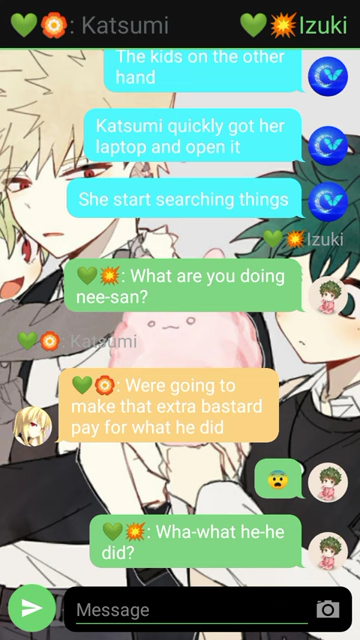 💚🏵️: Katsumi
💚💥Izuki
The kids on the other
hand
Katsumi quickly got her
laptop and open it
She start searching things
💚💥Izuki
💚💥: What are you doing
nee-san?
💚🏵️: Katsumi
💚🏵️: Were going to
make that extra bastard
pay for what he did
😨
💚💥: Wha-what he-he
did?
Message